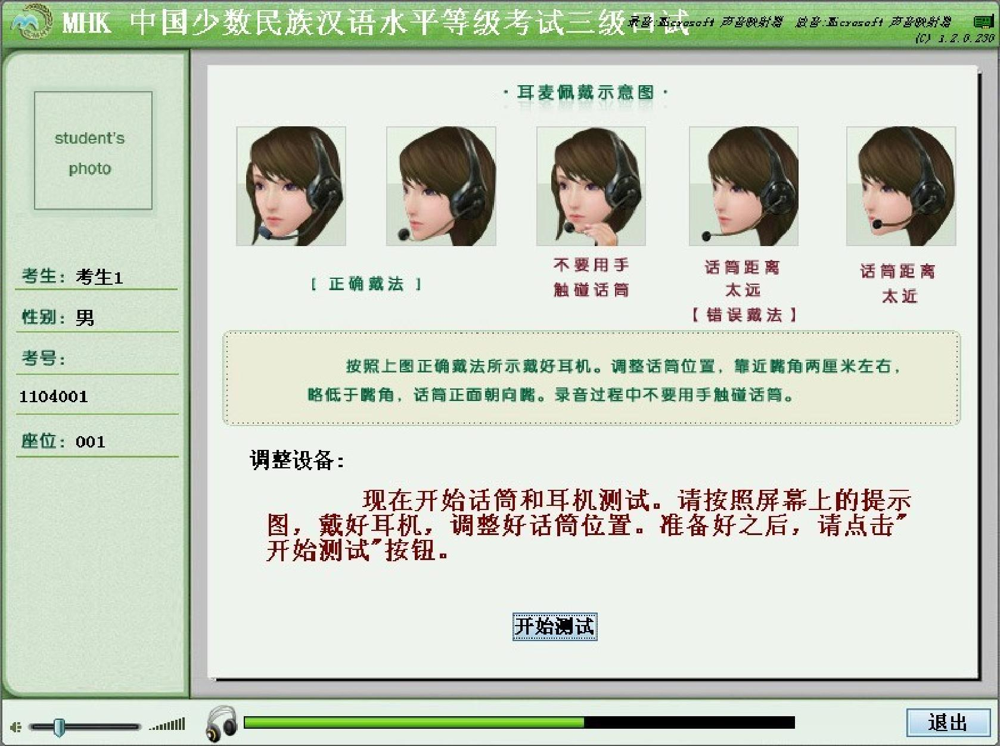 MHK 中国少数民族汉语水平等级考试三级口试
录音:Microsoft 声音映射器 放音:Microsoft 声音映射器
(C) 1.2.0.230
student's
photo
考生: 考生1
性别: 男
考号:
1104001
座位: 001
·耳麦佩戴示意图·
[ 正确戴法 ]
不要用手
触碰话筒
话筒距离
太远
【错误戴法】
话筒距离
太近
按照上图正确戴法所示戴好耳机。调整话筒位置，靠近嘴角两厘米左右，
略低于嘴角，话筒正面朝向嘴。录音过程中不要用手触碰话筒。
调整设备:
现在开始话筒和耳机测试。请按照屏幕上的提示
图，戴好耳机，调整好话筒位置。准备好之后，请点击"
开始测试"按钮。
开始测试
退出